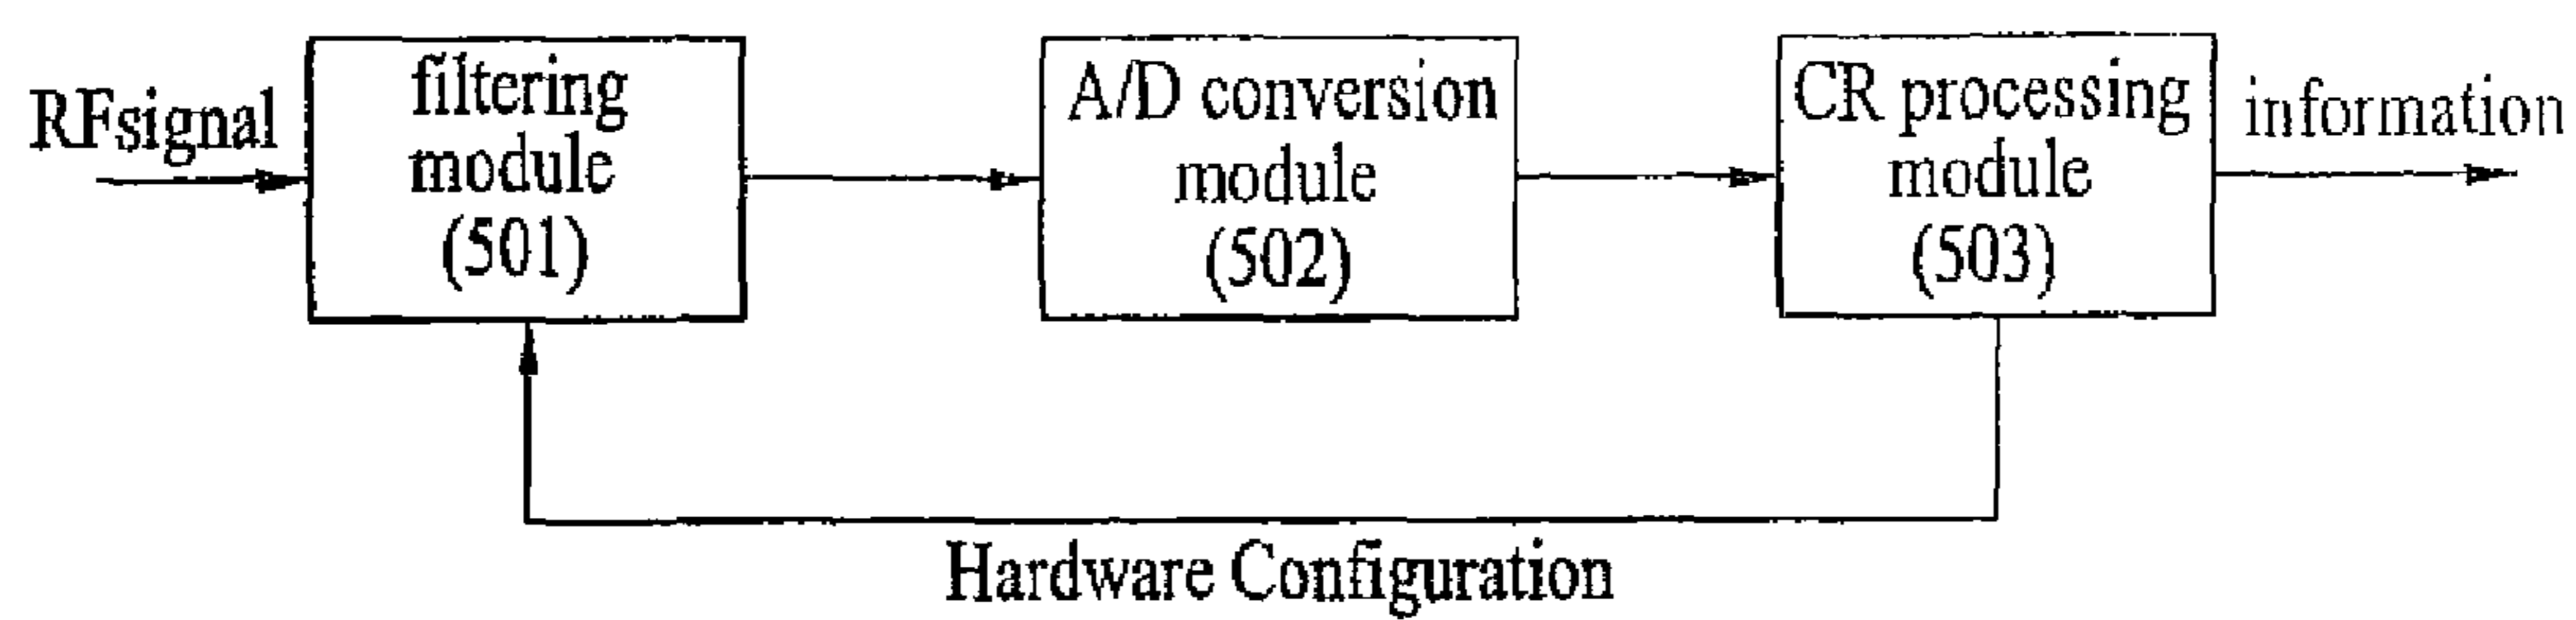 RFsignal
filtering
module
(501)
A/D conversion
module
(502)
CR processing
module
(503)
information
Hardware Configuration